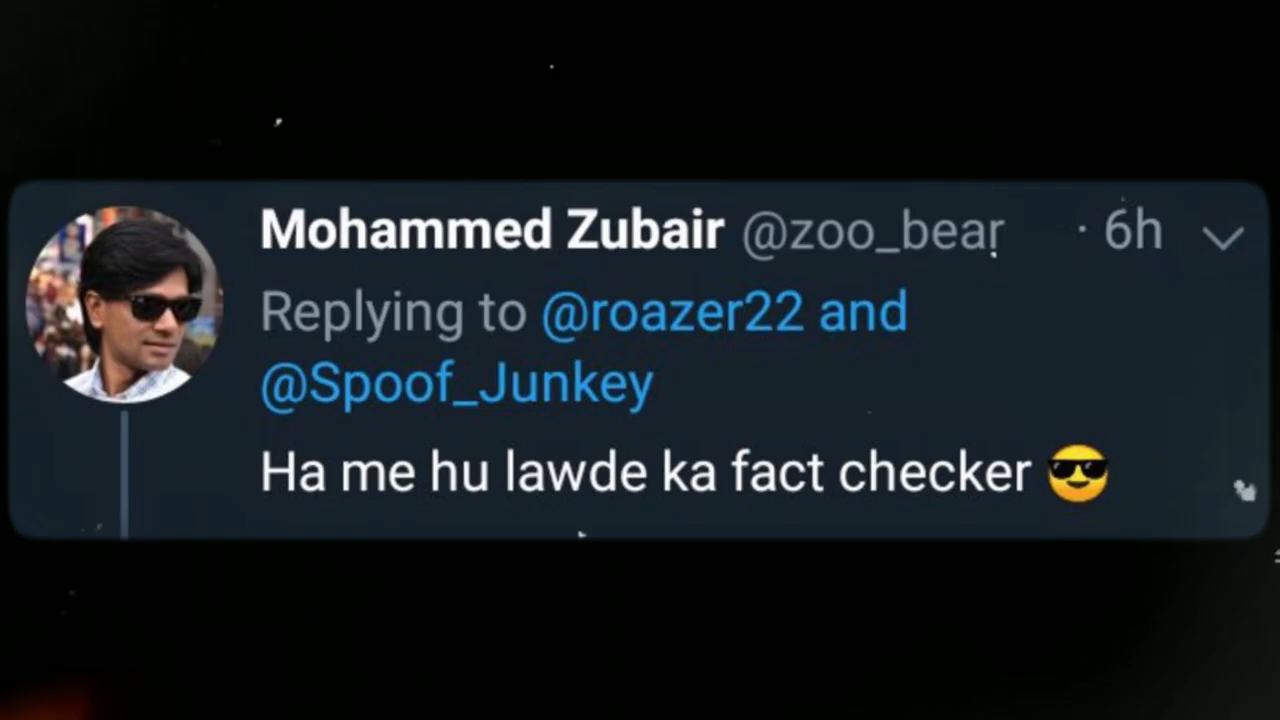 Mohammed Zubair @zoo_bear · 6h
Replying to @roazer22 and
@Spoof_Junkey
Ha me hu lawde ka fact checker 😎